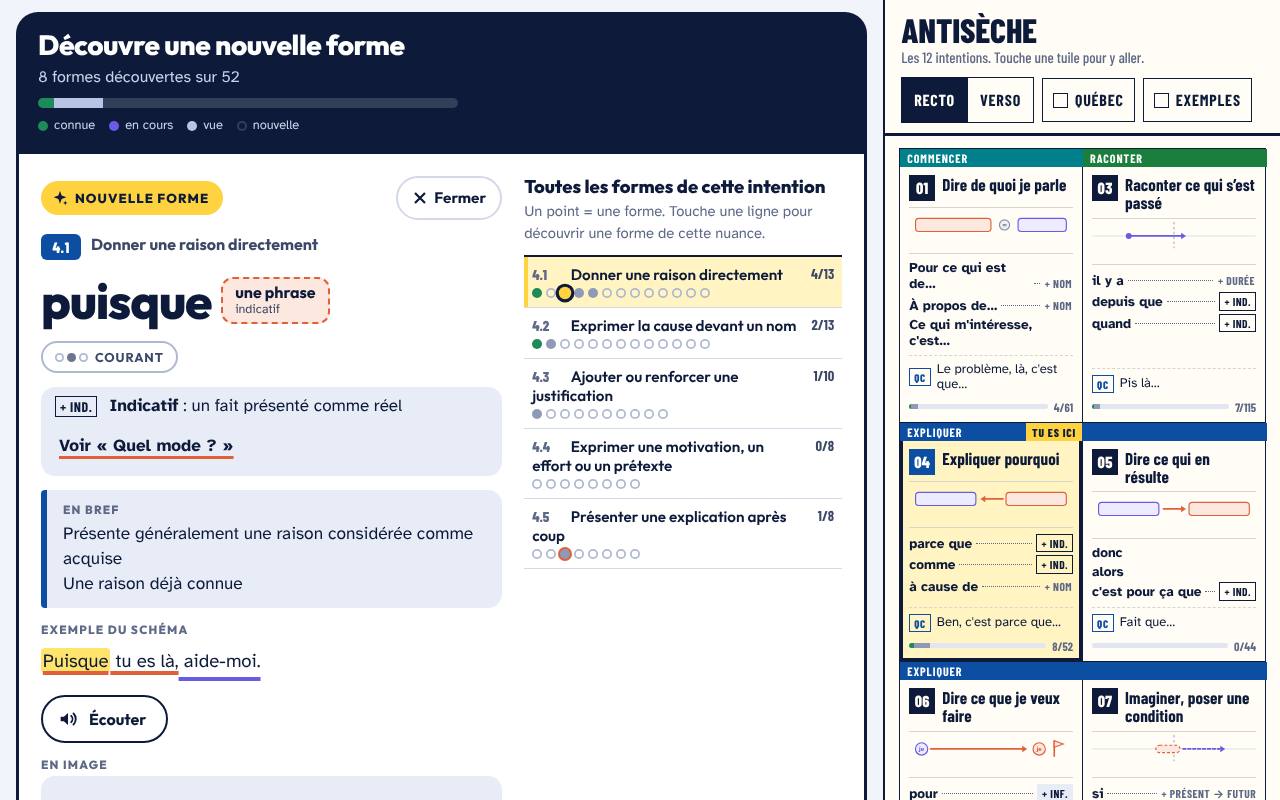 Découvre une nouvelle forme
8 formes découvertes sur 52
connue en cours vue nouvelle
NOUVELLE FORME
Fermer
4.1 Donner une raison directement
puisque
une phrase
indicatif
COURANT
+ IND. Indicatif : un fait présenté comme réel
Voir « Quel mode ? »
EN BREF
Présente généralement une raison considérée comme
acquise
Une raison déjà connue
EXEMPLE DU SCHÉMA
Puisque tu es là, aide-moi.
Écouter
EN IMAGE
Toutes les formes de cette intention
Un point = une forme. Touche une ligne pour
découvrir une forme de cette nuance.
4.1 Donner une raison directement 4/13
4.2 Exprimer la cause devant un nom 2/13
4.3 Ajouter ou renforcer une 1/10
justification
4.4 Exprimer une motivation, un 0/8
effort ou un prétexte
4.5 Présenter une explication après 1/8
coup
ANTISÈCHE
Les 12 intentions. Touche une tuile pour y aller.
RECTO VERSO QUÉBEC EXEMPLES
COMMENCER
01 Dire de quoi je parle
=
Pour ce qui est
de... + NOM
À propos de... + NOM
Ce qui m'intéresse,
c'est...
QC Le problème, là, c'est
que...
4/61
RACONTER
03 Raconter ce qui s'est
passé
il y a + DURÉE
depuis que + IND.
quand + IND.
QC Pis là...
7/115
EXPLIQUER TU ES ICI
04 Expliquer pourquoi
parce que + IND.
comme + IND.
à cause de + NOM
QC Ben, c'est parce que...
8/52
05 Dire ce qui en
résulte
donc
alors
c'est pour ça que + IND.
QC Fait que...
0/44
EXPLIQUER
06 Dire ce que je veux
faire
je je
pour + INF.
07 Imaginer, poser une
condition
si + PRÉSENT → FUTUR